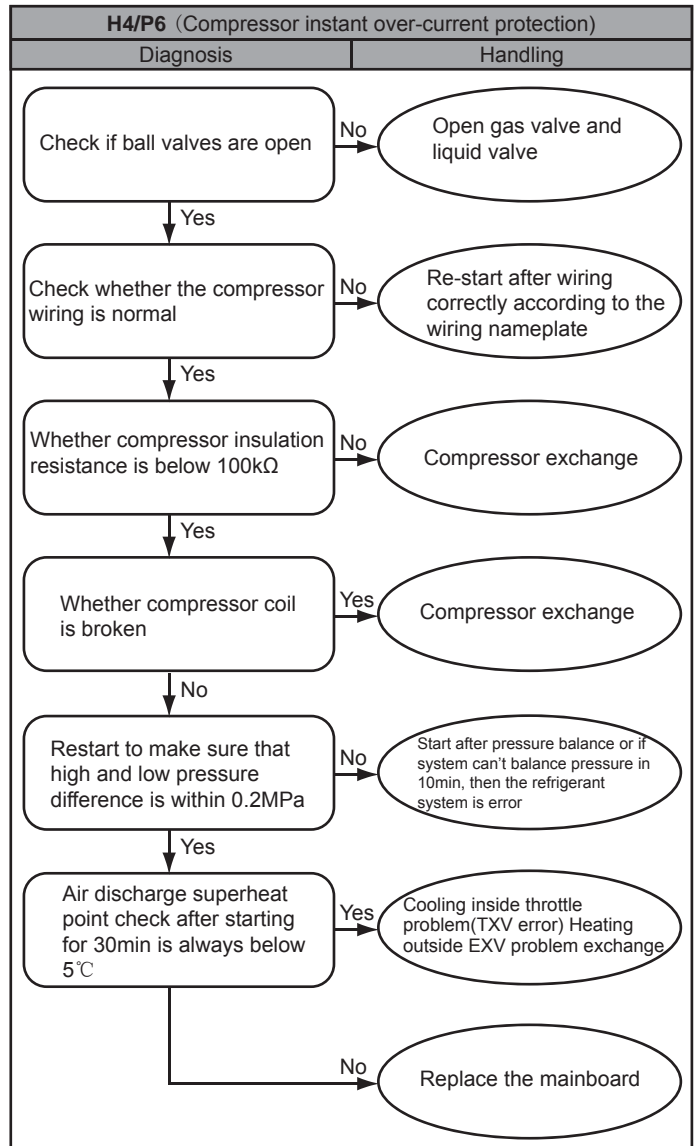 H4/P6（Compressor instant over-current protection)
Diagnosis
Handling
Check if ball valves are open
No
Open gas valve and
liquid valve
Yes
Check whether the compressor
wiring is normal
No
Re-start after wiring
correctly according to the
wiring nameplate
Yes
Whether compressor insulation
resistance is below 100kΩ
No
Compressor exchange
Yes
Whether compressor coil
is broken
Yes
Compressor exchange
No
Restart to make sure that
high and low pressure
difference is within 0.2MPa
No
Start after pressure balance or if
system can't balance pressure in
10min, then the refrigerant
system is error
Yes
Air discharge superheat
point check after starting
for 30min is always below
5℃
Yes
Cooling inside throttle
problem(TXV error) Heating
outside EXV problem exchange
No
Replace the mainboard